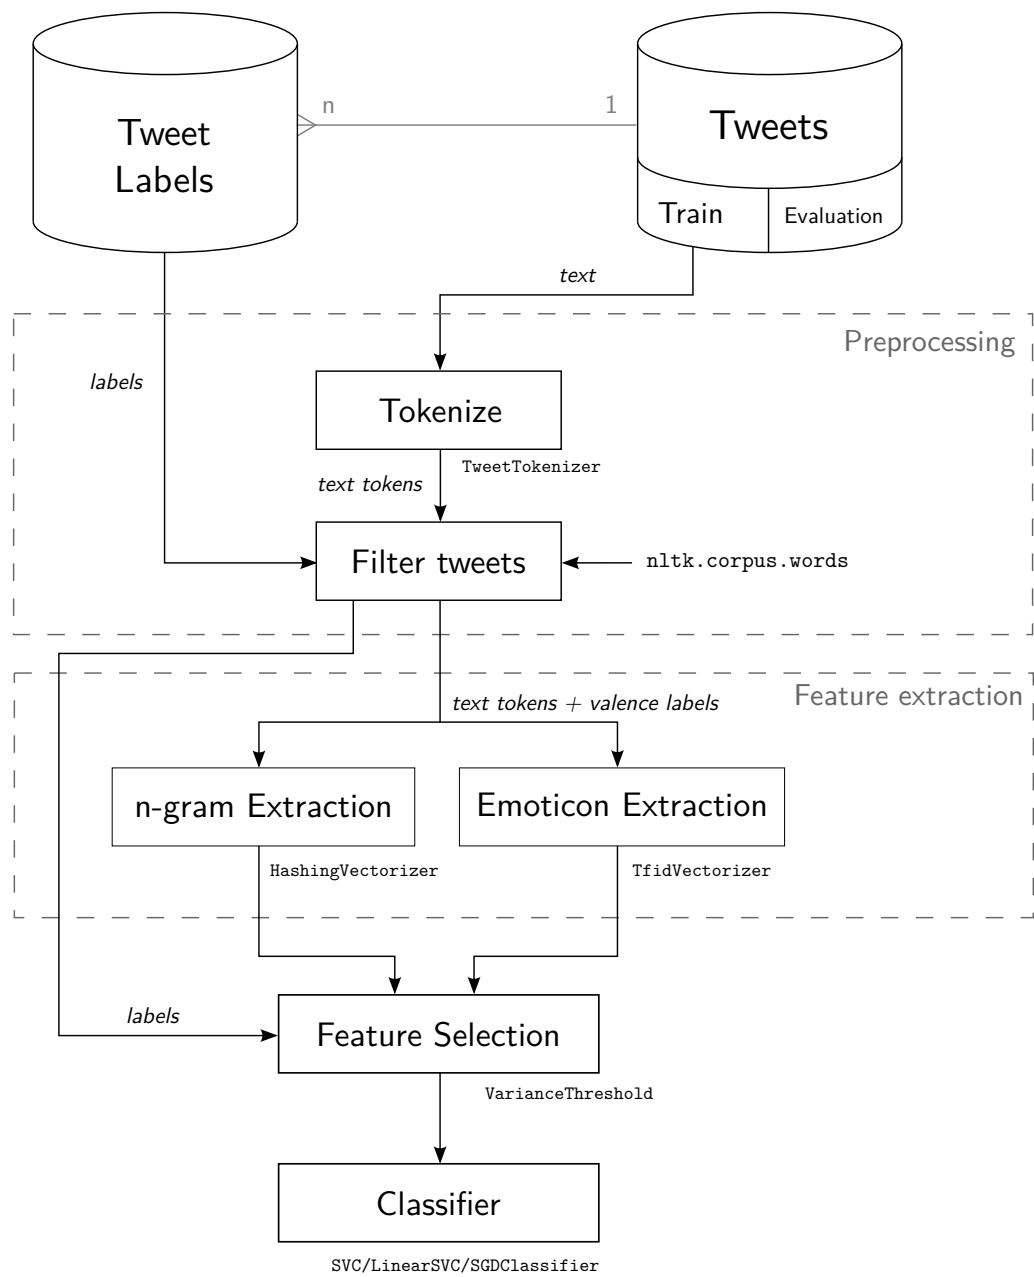 n
1
Tweet
Labels
Tweets
Train
Evaluation
text
Preprocessing
labels
Tokenize
TweetTokenizer
text tokens
Filter tweets
nltk.corpus.words
Feature extraction
text tokens + valence labels
n-gram Extraction
Emoticon Extraction
HashingVectorizer
TfidVectorizer
labels
Feature Selection
VarianceThreshold
Classifier
SVC/LinearSVC/SGDClassifier